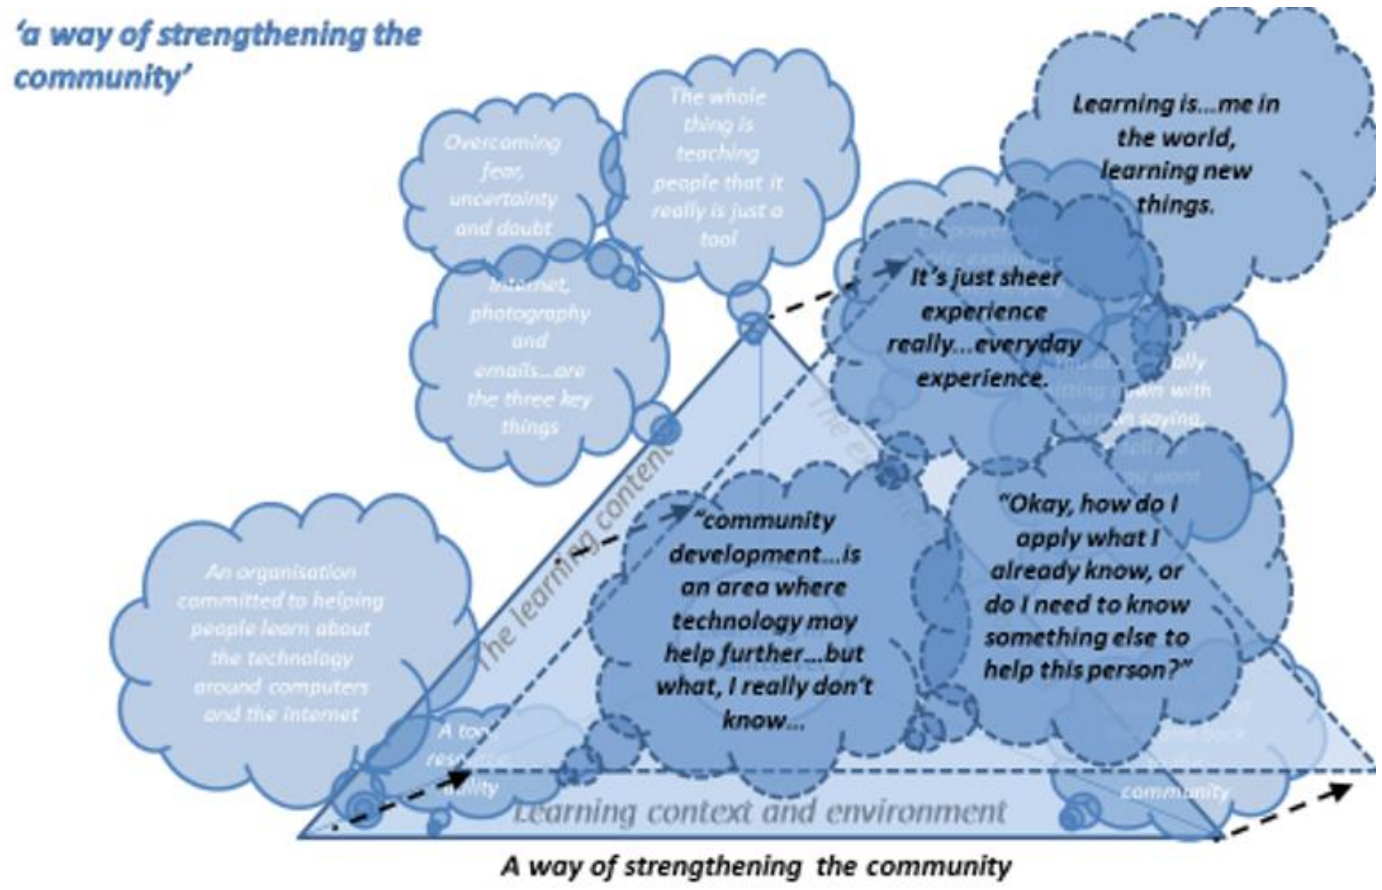 ‘a way of strengthening the
community’
Overcoming
fear,
uncertainty
and doubt
The whole
thing is
teaching
people that it
really is just a
tool
Internet,
photography
and
emails...are
the three key
things
Learning is...me in
the world,
learning new
things.
It’s just sheer
experience
really...everyday
experience.
with
saying,
want
The learning content
“community
development...is
an area where
technology may
help further...but
what, I really don’t
know...
“Okay, how do I
apply what I
already know, or
do I need to know
something else to
help this person?”
An organisation
committed to helping
people learn about
the technology
around computers
and the internet
A
community
Learning context and environment
A way of strengthening the community